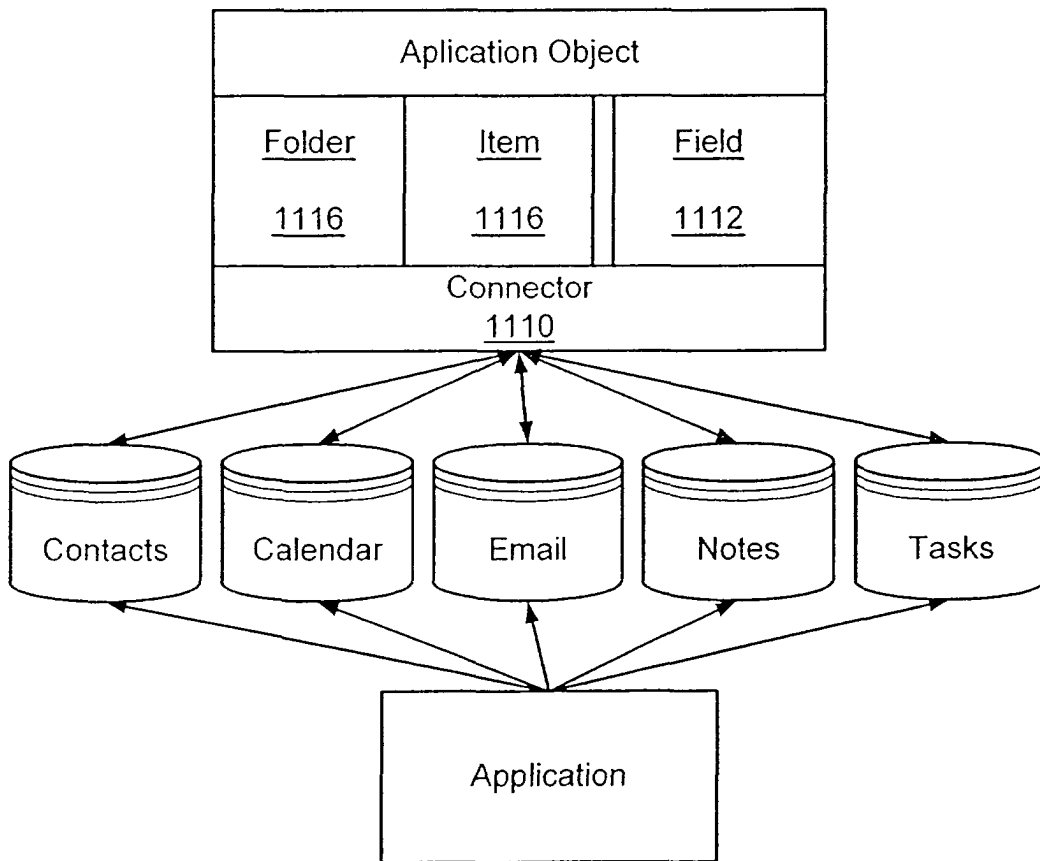 Aplication Object
Folder
Item
Field
1116
1116
1112
Connector
1110
Contacts
Calendar
Email
Notes
Tasks
Application